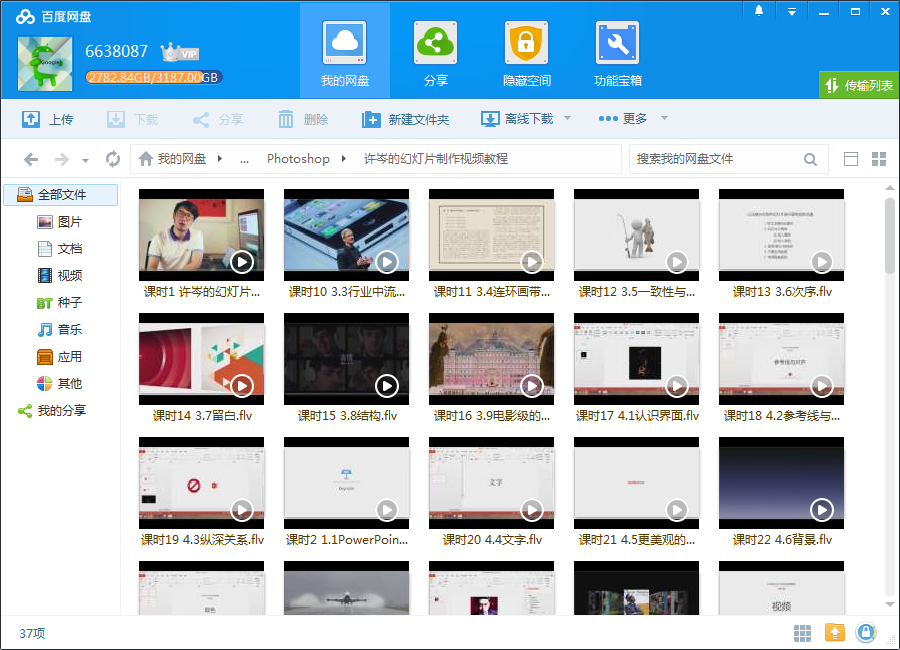 百度网盘
6638087
VIP
2782.84GB/3187.00GB
我的网盘
分享
隐藏空间
功能宝箱
传输列表
上传
下载
分享
删除
新建文件夹
离线下载
更多
我的网盘
...
Photoshop
许岑的幻灯片制作视频教程
搜索我的网盘文件
全部文件
图片
文档
视频
BT 种子
音乐
应用
其他
我的分享
课时1 许岑的幻灯片...
课时10 3.3行业中流...
课时11 3.4连环画带...
课时12 3.5一致性与...
课时13 3.6次序.flv
表情
参考线与对齐
课时14 3.7留白.flv
课时15 3.8结构.flv
课时16 3.9电影级的...
课时17 4.1认识界面.flv
课时18 4.2参考线与...
Keynote
文字
课时19 4.3纵深关系.flv
课时2 1.1PowerPoin...
课时20 4.4文字.flv
课时21 4.5更美观的...
课时22 4.6背景.flv
视频
37项